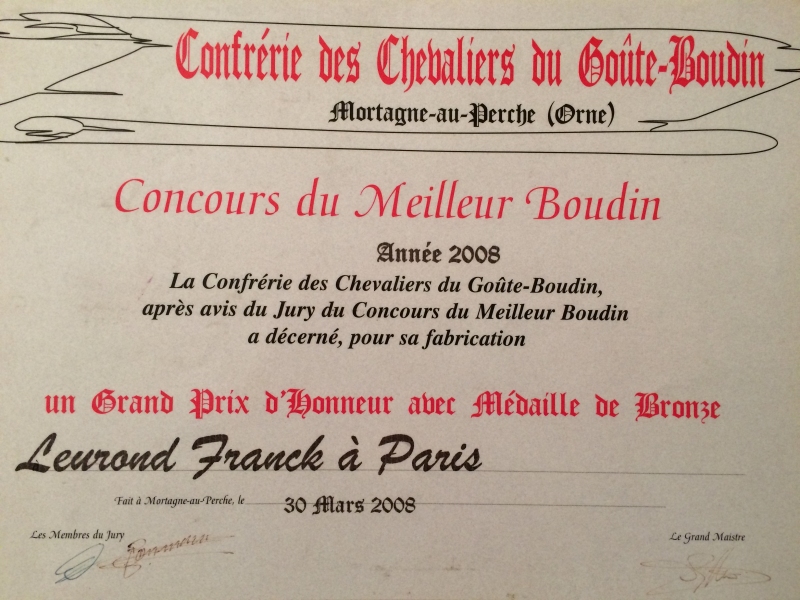 Confrérie des Chevaliers du Goûte-Boudin
Mortagne-au-Perche (Orne)
Concours du Meilleur Boudin
Année 2008
La Confrérie des Chevaliers du Goûte-Boudin,
après avis du Jury du Concours du Meilleur Boudin
a décerné, pour sa fabrication
un Grand Prix d'Honneur avec Médaille de Bronze
Leurond Franck à Paris
Fait à Mortagne-au-Perche, le 30 Mars 2008
Les Membres du Jury
Le Grand Maistre